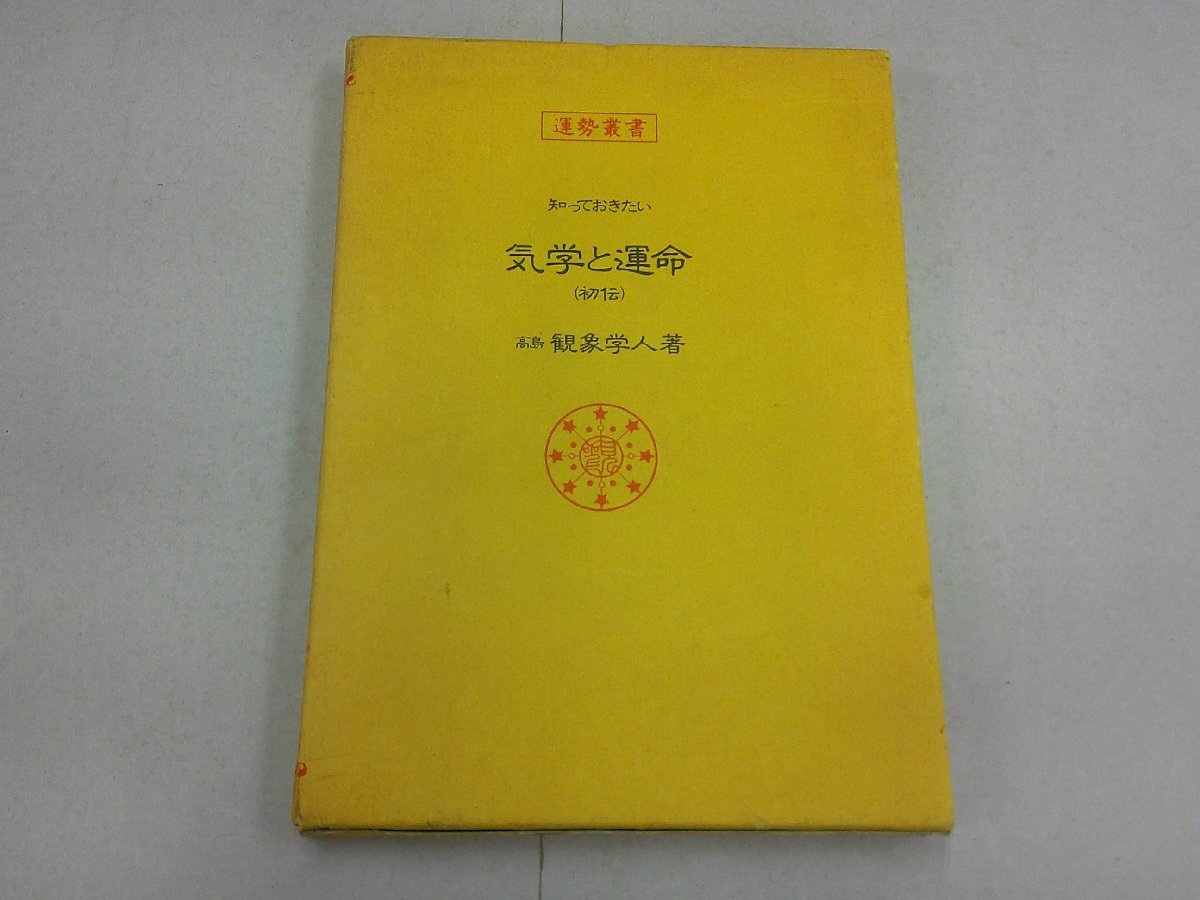 運勢叢書
知っておきたい
気学と運命
(初伝)
高島 観象学人著
觀